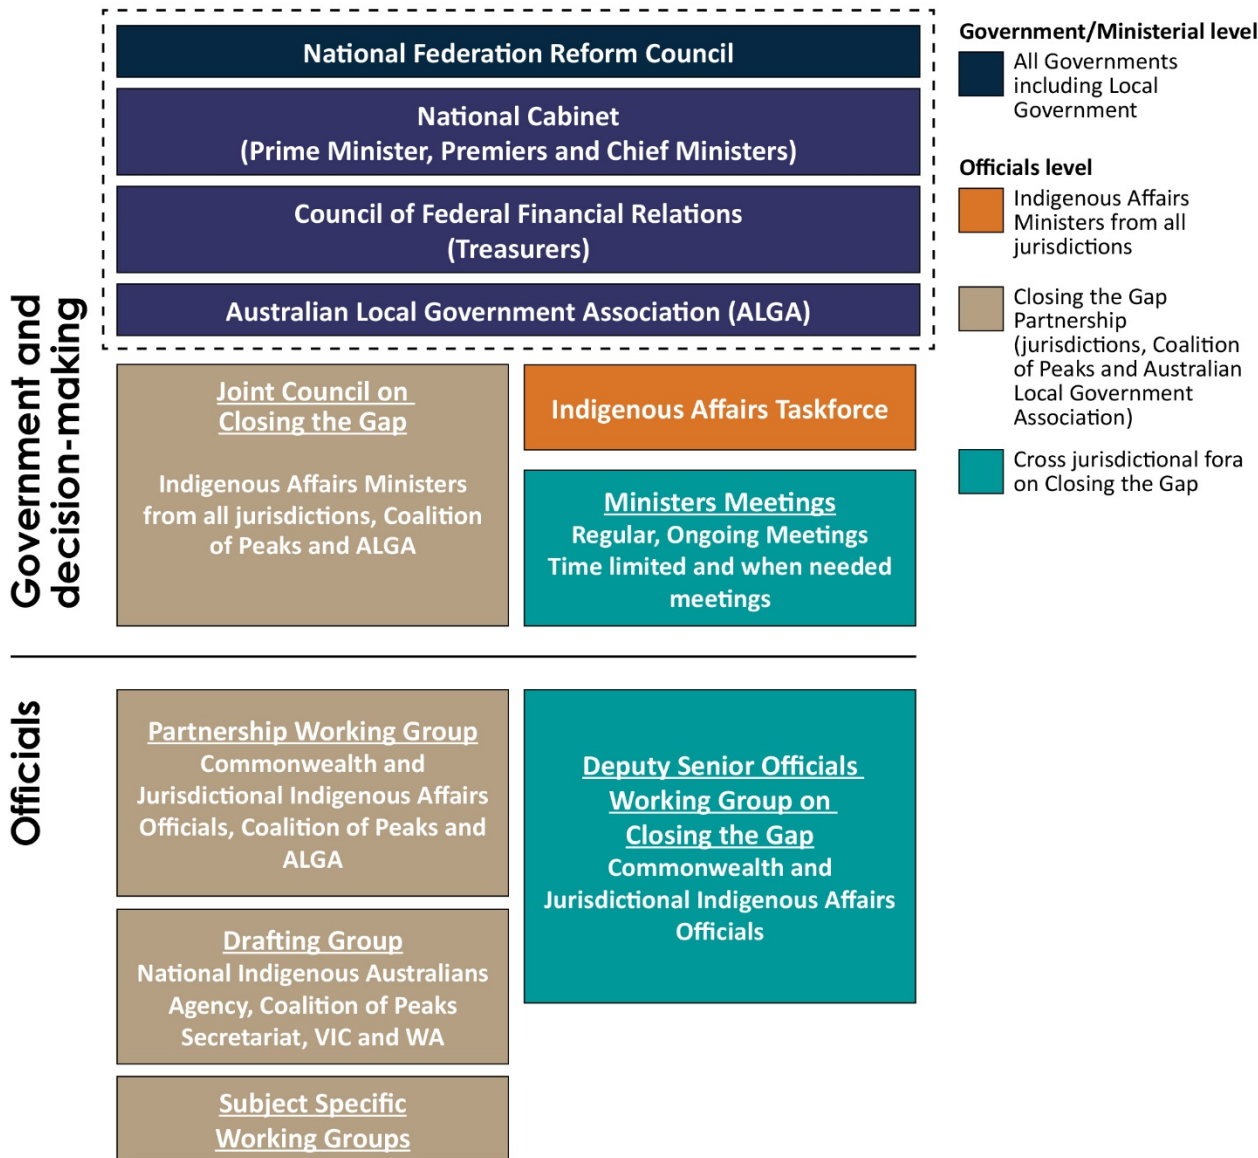 National Federation Reform Council
National Cabinet
(Prime Minister, Premiers and Chief Ministers)
Council of Federal Financial Relations
(Treasurers)
Australian Local Government Association (ALGA)
Government and
decision-making
Joint Council on
Closing the Gap
Indigenous Affairs Ministers
from all jurisdictions, Coalition
of Peaks and ALGA
Indigenous Affairs Taskforce
Ministers Meetings
Regular, Ongoing Meetings
Time limited and when needed
meetings
Officials
Partnership Working Group
Commonwealth and
Jurisdictional Indigenous Affairs
Officials, Coalition of Peaks and
ALGA
Drafting Group
National Indigenous Australians
Agency, Coalition of Peaks
Secretariat, VIC and WA
Subject Specific
Working Groups
Deputy Senior Officials
Working Group on
Closing the Gap
Commonwealth and
Jurisdictional Indigenous Affairs
Officials
Government/Ministerial level
All Governments
including Local
Government
Officials level
Indigenous Affairs
Ministers from all
jurisdictions
Closing the Gap
Partnership
(jurisdictions, Coalition
of Peaks and Australian
Local Government
Association)
Cross jurisdictional fora
on Closing the Gap